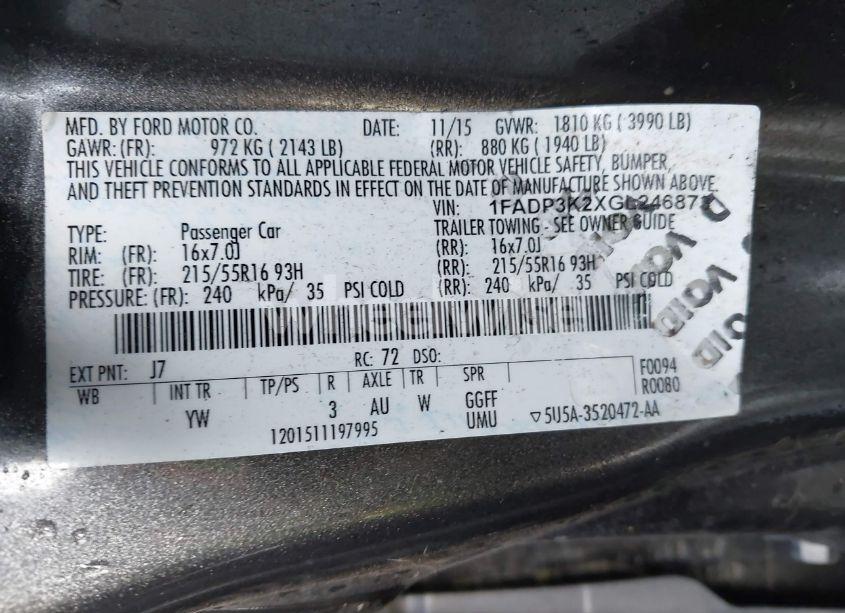 MFD. BY FORD MOTOR CO. DATE: 11/15 GVWR: 1810 KG ( 3990 LB)
GAWR: (FR): 972 KG ( 2143 LB) (RR): 880 KG ( 1940 LB)
THIS VEHICLE CONFORMS TO ALL APPLICABLE FEDERAL MOTOR VEHICLE SAFETY, BUMPER,
AND THEFT PREVENTION STANDARDS IN EFFECT ON THE DATE OF MANUFACTURE SHOWN ABOVE.
VIN: 1FADP3K2XGL246873
TYPE: Passenger Car TRAILER TOWING - SEE OWNER GUIDE
RIM: (FR): 16x7.0J (RR): 16x7.0J
TIRE: (FR): 215/55R16 93H (RR): 215/55R16 93H
PRESSURE: (FR): 240 kPa/ 35 PSI COLD (RR): 240 kPa/ 35 PSI COLD
VOID VOID
EXT PNT: J7 RC: 72 DSO: F0094
WB INT TR TP/PS R AXLE TR SPR R0080
YW 3 AU W GGFF
UMU ▽5U5A-3520472-AA
1201511197995